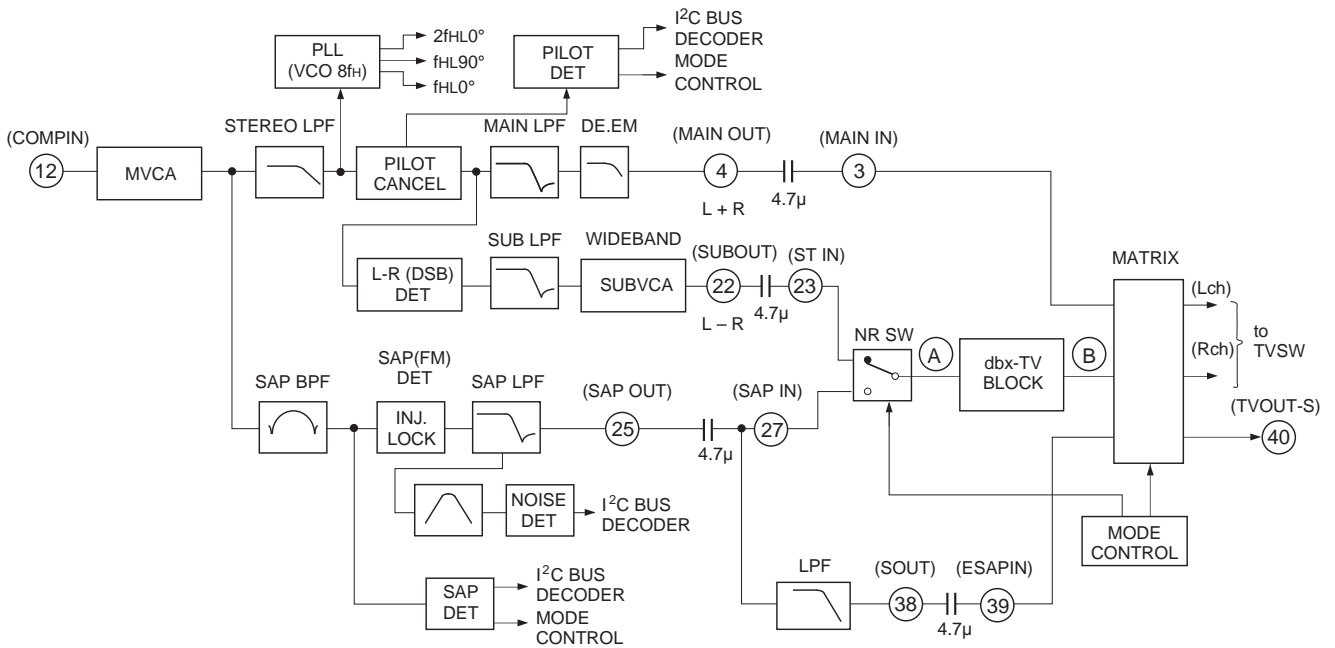 I²C BUS
DECODER
MODE
CONTROL
2fHL0°
fHL90°
fHL0°
PLL
(VCO 8fH)
PILOT
DET
(COMPIN)
12
MVCA
STEREO LPF
PILOT
CANCEL
MAIN LPF
DE.EM
(MAIN OUT)
4
L + R
4.7µ
(MAIN IN)
3
L-R (DSB)
DET
SUB LPF
WIDEBAND
SUBVCA
(SUBOUT)
22
L – R
4.7µ
(ST IN)
23
NR SW
A
dbx-TV
BLOCK
B
MATRIX
(Lch)
(Rch)
to
TVSW
(TVOUT-S)
40
SAP BPF
SAP(FM)
DET
INJ.
LOCK
SAP LPF
(SAP OUT)
25
4.7µ
(SAP IN)
27
NOISE
DET
I²C BUS
DECODER
MODE
CONTROL
SAP
DET
I²C BUS
DECODER
MODE
CONTROL
LPF
(SOUT)
38
4.7µ
(ESAPIN)
39